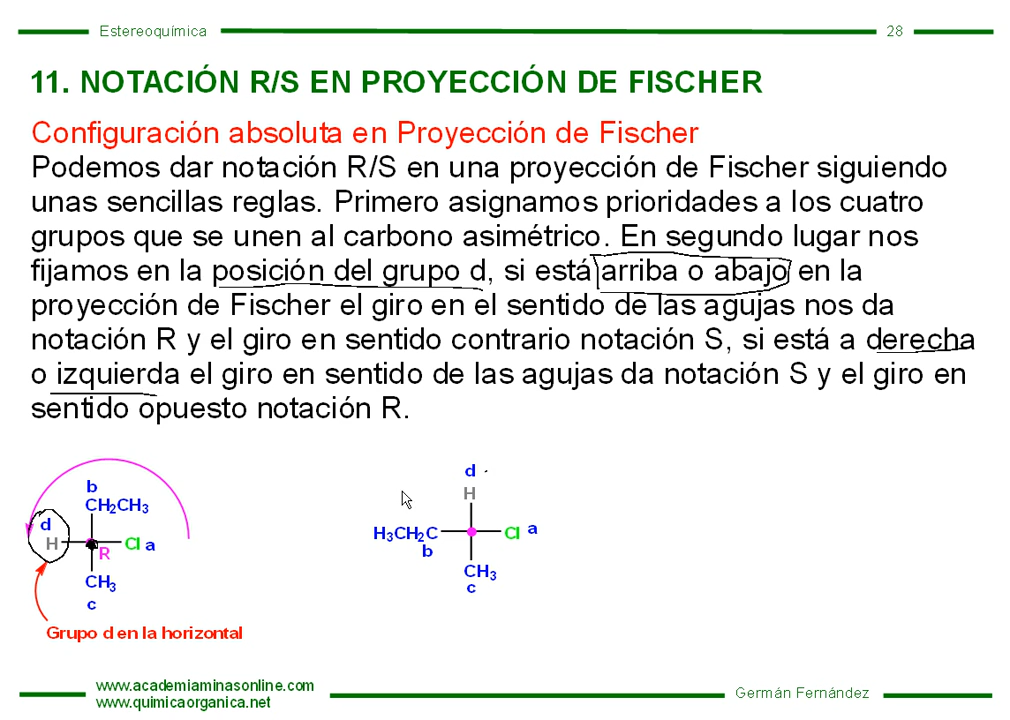 Estereoquímica
28
11. NOTACIÓN R/S EN PROYECCIÓN DE FISCHER
Configuración absoluta en Proyección de Fischer
Podemos dar notación R/S en una proyección de Fischer siguiendo
unas sencillas reglas. Primero asignamos prioridades a los cuatro
grupos que se unen al carbono asimétrico. En segundo lugar nos
fijamos en la posición del grupo d, si está arriba o abajo en la
proyección de Fischer el giro en el sentido de las agujas nos da
notación R y el giro en sentido contrario notación S, si está a derecha
o izquierda el giro en sentido de las agujas da notación S y el giro en
sentido opuesto notación R.
b
CH2CH3
d
H
Cl a
R
CH3
c
Grupo d en la horizontal
d
H
H3CH2C
Cl a
b
CH3
c
www.academiaminasonline.com
www.quimicaorganica.net
Germán Fernández